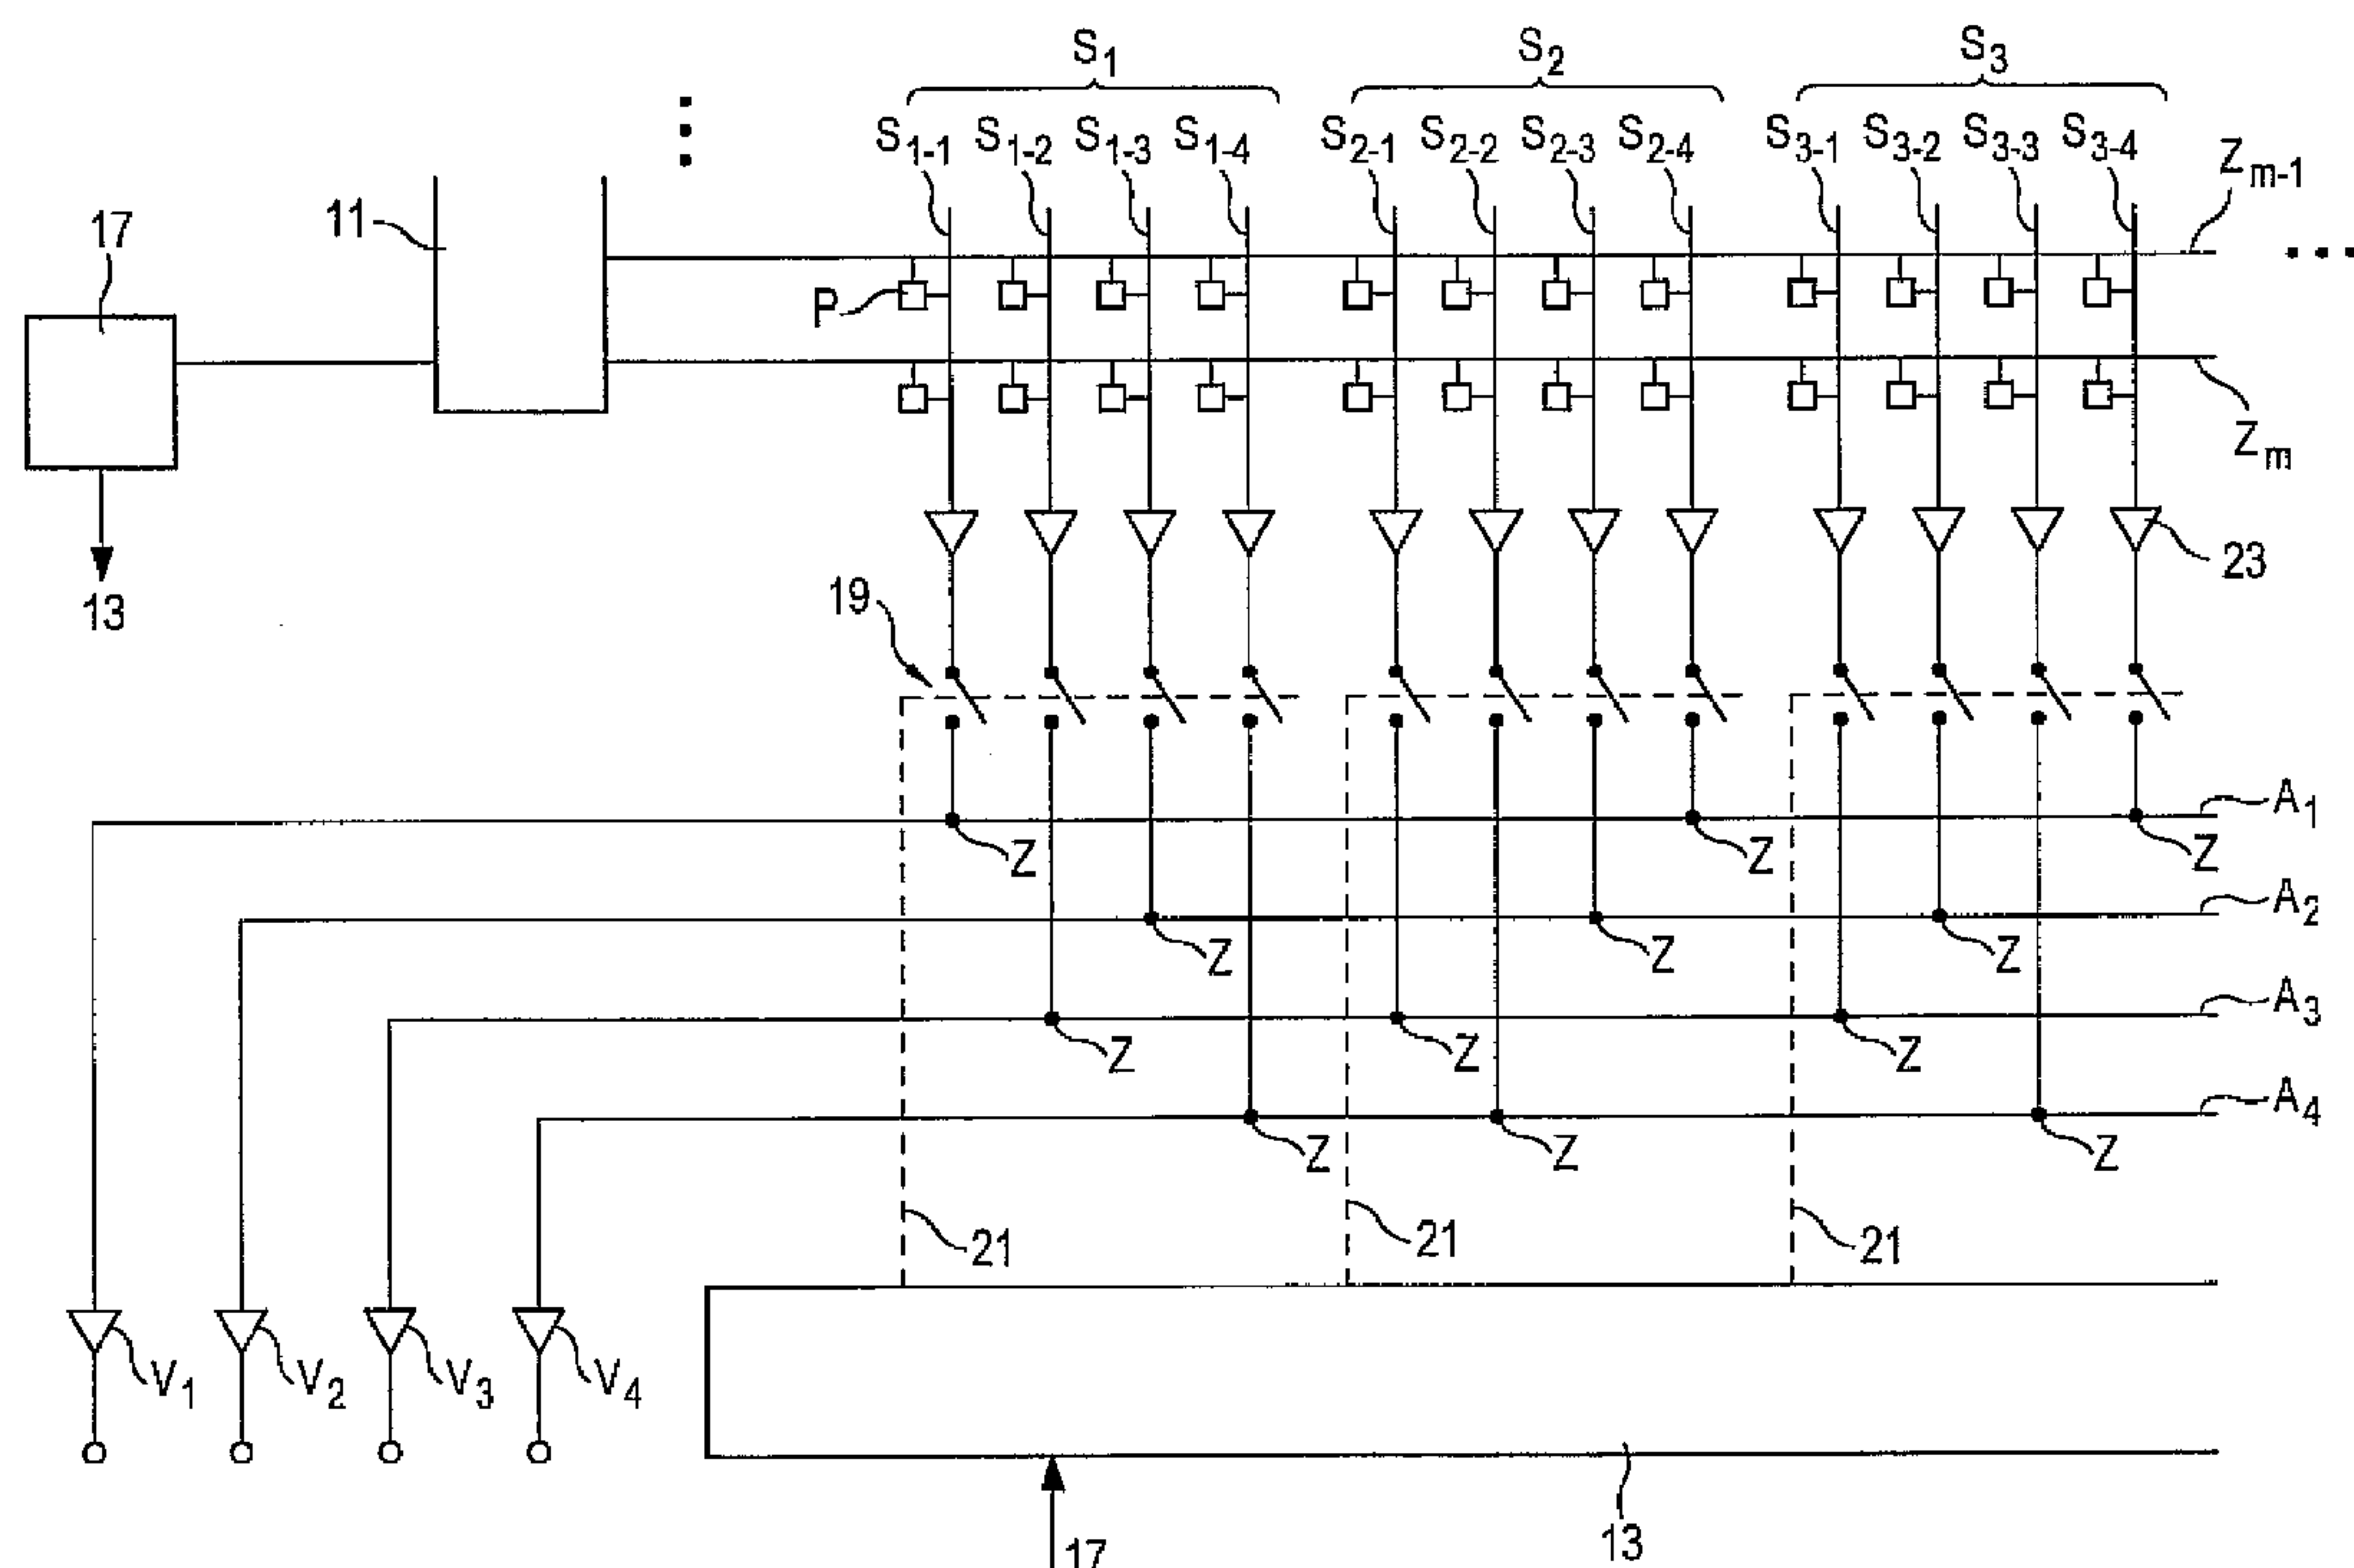 S1 S2 S3
S1-1 S1-2 S1-3 S1-4 S2-1 S2-2 S2-3 S2-4 S3-1 S3-2 S3-3 S3-4
Zm-1
17 11
P
Zm
23
13
19
A1
Z Z Z
A2
Z Z Z
A3
Z Z Z
A4
Z Z Z
21 21 21
V1 V2 V3 V4
17 13